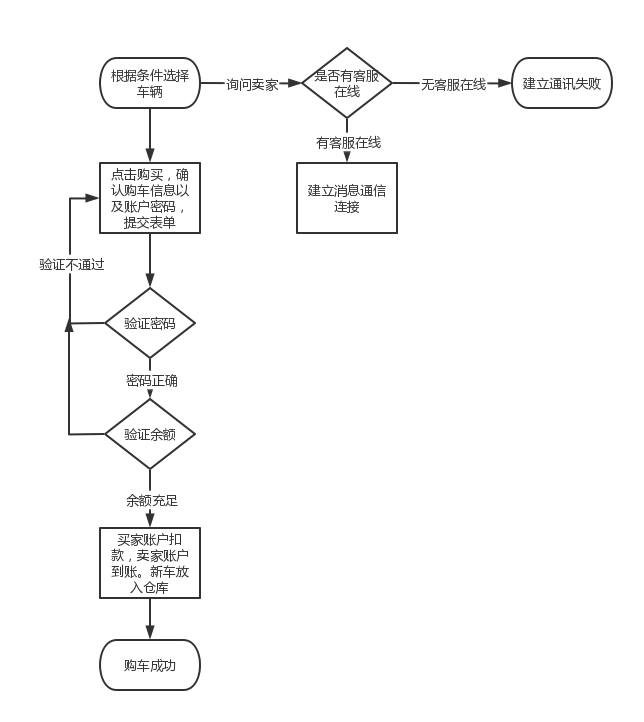 根据条件选择
车辆
询问卖家
是否有客服
在线
无客服在线
建立通讯失败
有客服在线
建立消息通信
连接
点击购买，确
认购车信息以
及账户密码，
提交表单
验证不通过
验证密码
密码正确
验证余额
余额充足
买家账户扣
款，卖家账户
到账。新车放
入仓库
购车成功